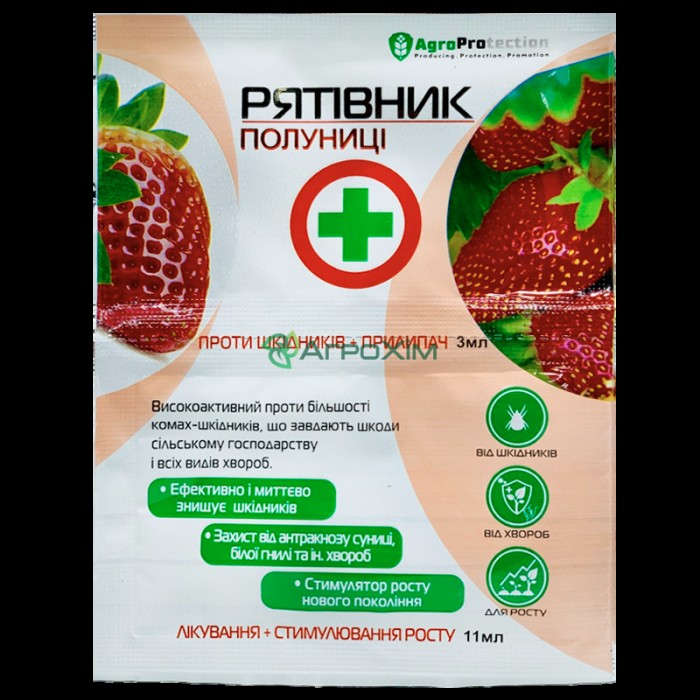 AgroProtection
Producing. Protection. Promotion
РЯТІВНИК
ПОЛУНИЦІ
ПРОТИ ШКІДНИКІВ + ПРИЛИПАЧ 3мл
АГРОХІМ
Високоактивний проти більшості
комах-шкідників, що завдають шкоди
сільському господарству
і всіх видів хвороб.
ВІД ШКІДНИКІВ
• Ефективно і миттєво
знищує шкідників
ВІД ХВОРОБ
• Захист від антракнозу суниці,
білої гнилі та ін. хвороб
• Стимулятор росту
нового покоління
ДЛЯ РОСТУ
ЛІКУВАННЯ + СТИМУЛЮВАННЯ РОСТУ 11мл